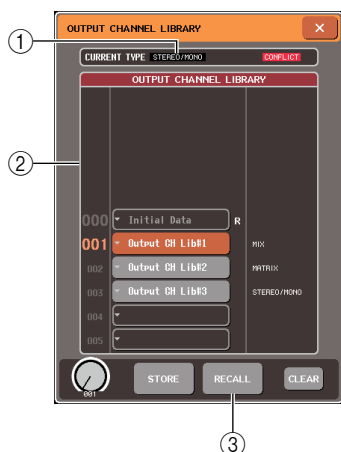 OUTPUT CHANNEL LIBRARY ×
①
CURRENT TYPE STEREO/MONO CONFLICT
OUTPUT CHANNEL LIBRARY
②
000 Initial Data R
001 Output CH Lib#1 MIX
002 Output CH Lib#2 MATRIX
003 Output CH Lib#3 STEREO/MONO
004
005
001 STORE RECALL CLEAR
③